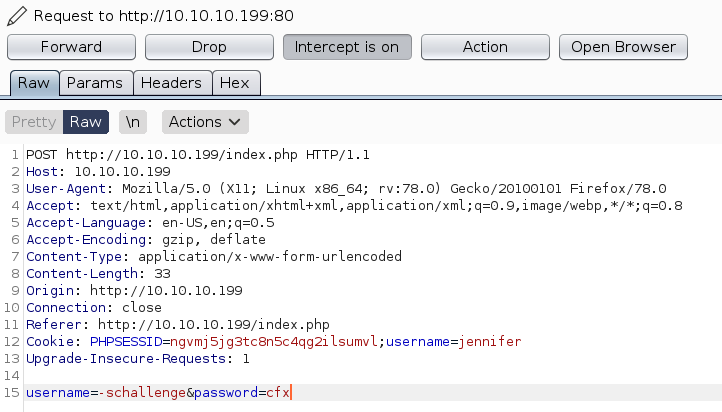 Request to http://10.10.10.199:80
Forward Drop Intercept is on Action Open Browser
Raw Params Headers Hex
Pretty Raw \n Actions
1 POST http://10.10.10.199/index.php HTTP/1.1
2 Host: 10.10.10.199
3 User-Agent: Mozilla/5.0 (X11; Linux x86_64; rv:78.0) Gecko/20100101 Firefox/78.0
4 Accept: text/html,application/xhtml+xml,application/xml;q=0.9,image/webp,*/*;q=0.8
5 Accept-Language: en-US,en;q=0.5
6 Accept-Encoding: gzip, deflate
7 Content-Type: application/x-www-form-urlencoded
8 Content-Length: 33
9 Origin: http://10.10.10.199
10 Connection: close
11 Referer: http://10.10.10.199/index.php
12 Cookie: PHPSESSID=ngvmj5jg3tc8n5c4qg2ilsumvl;username=jennifer
13 Upgrade-Insecure-Requests: 1
14
15 username=-schallenge&password=cfx